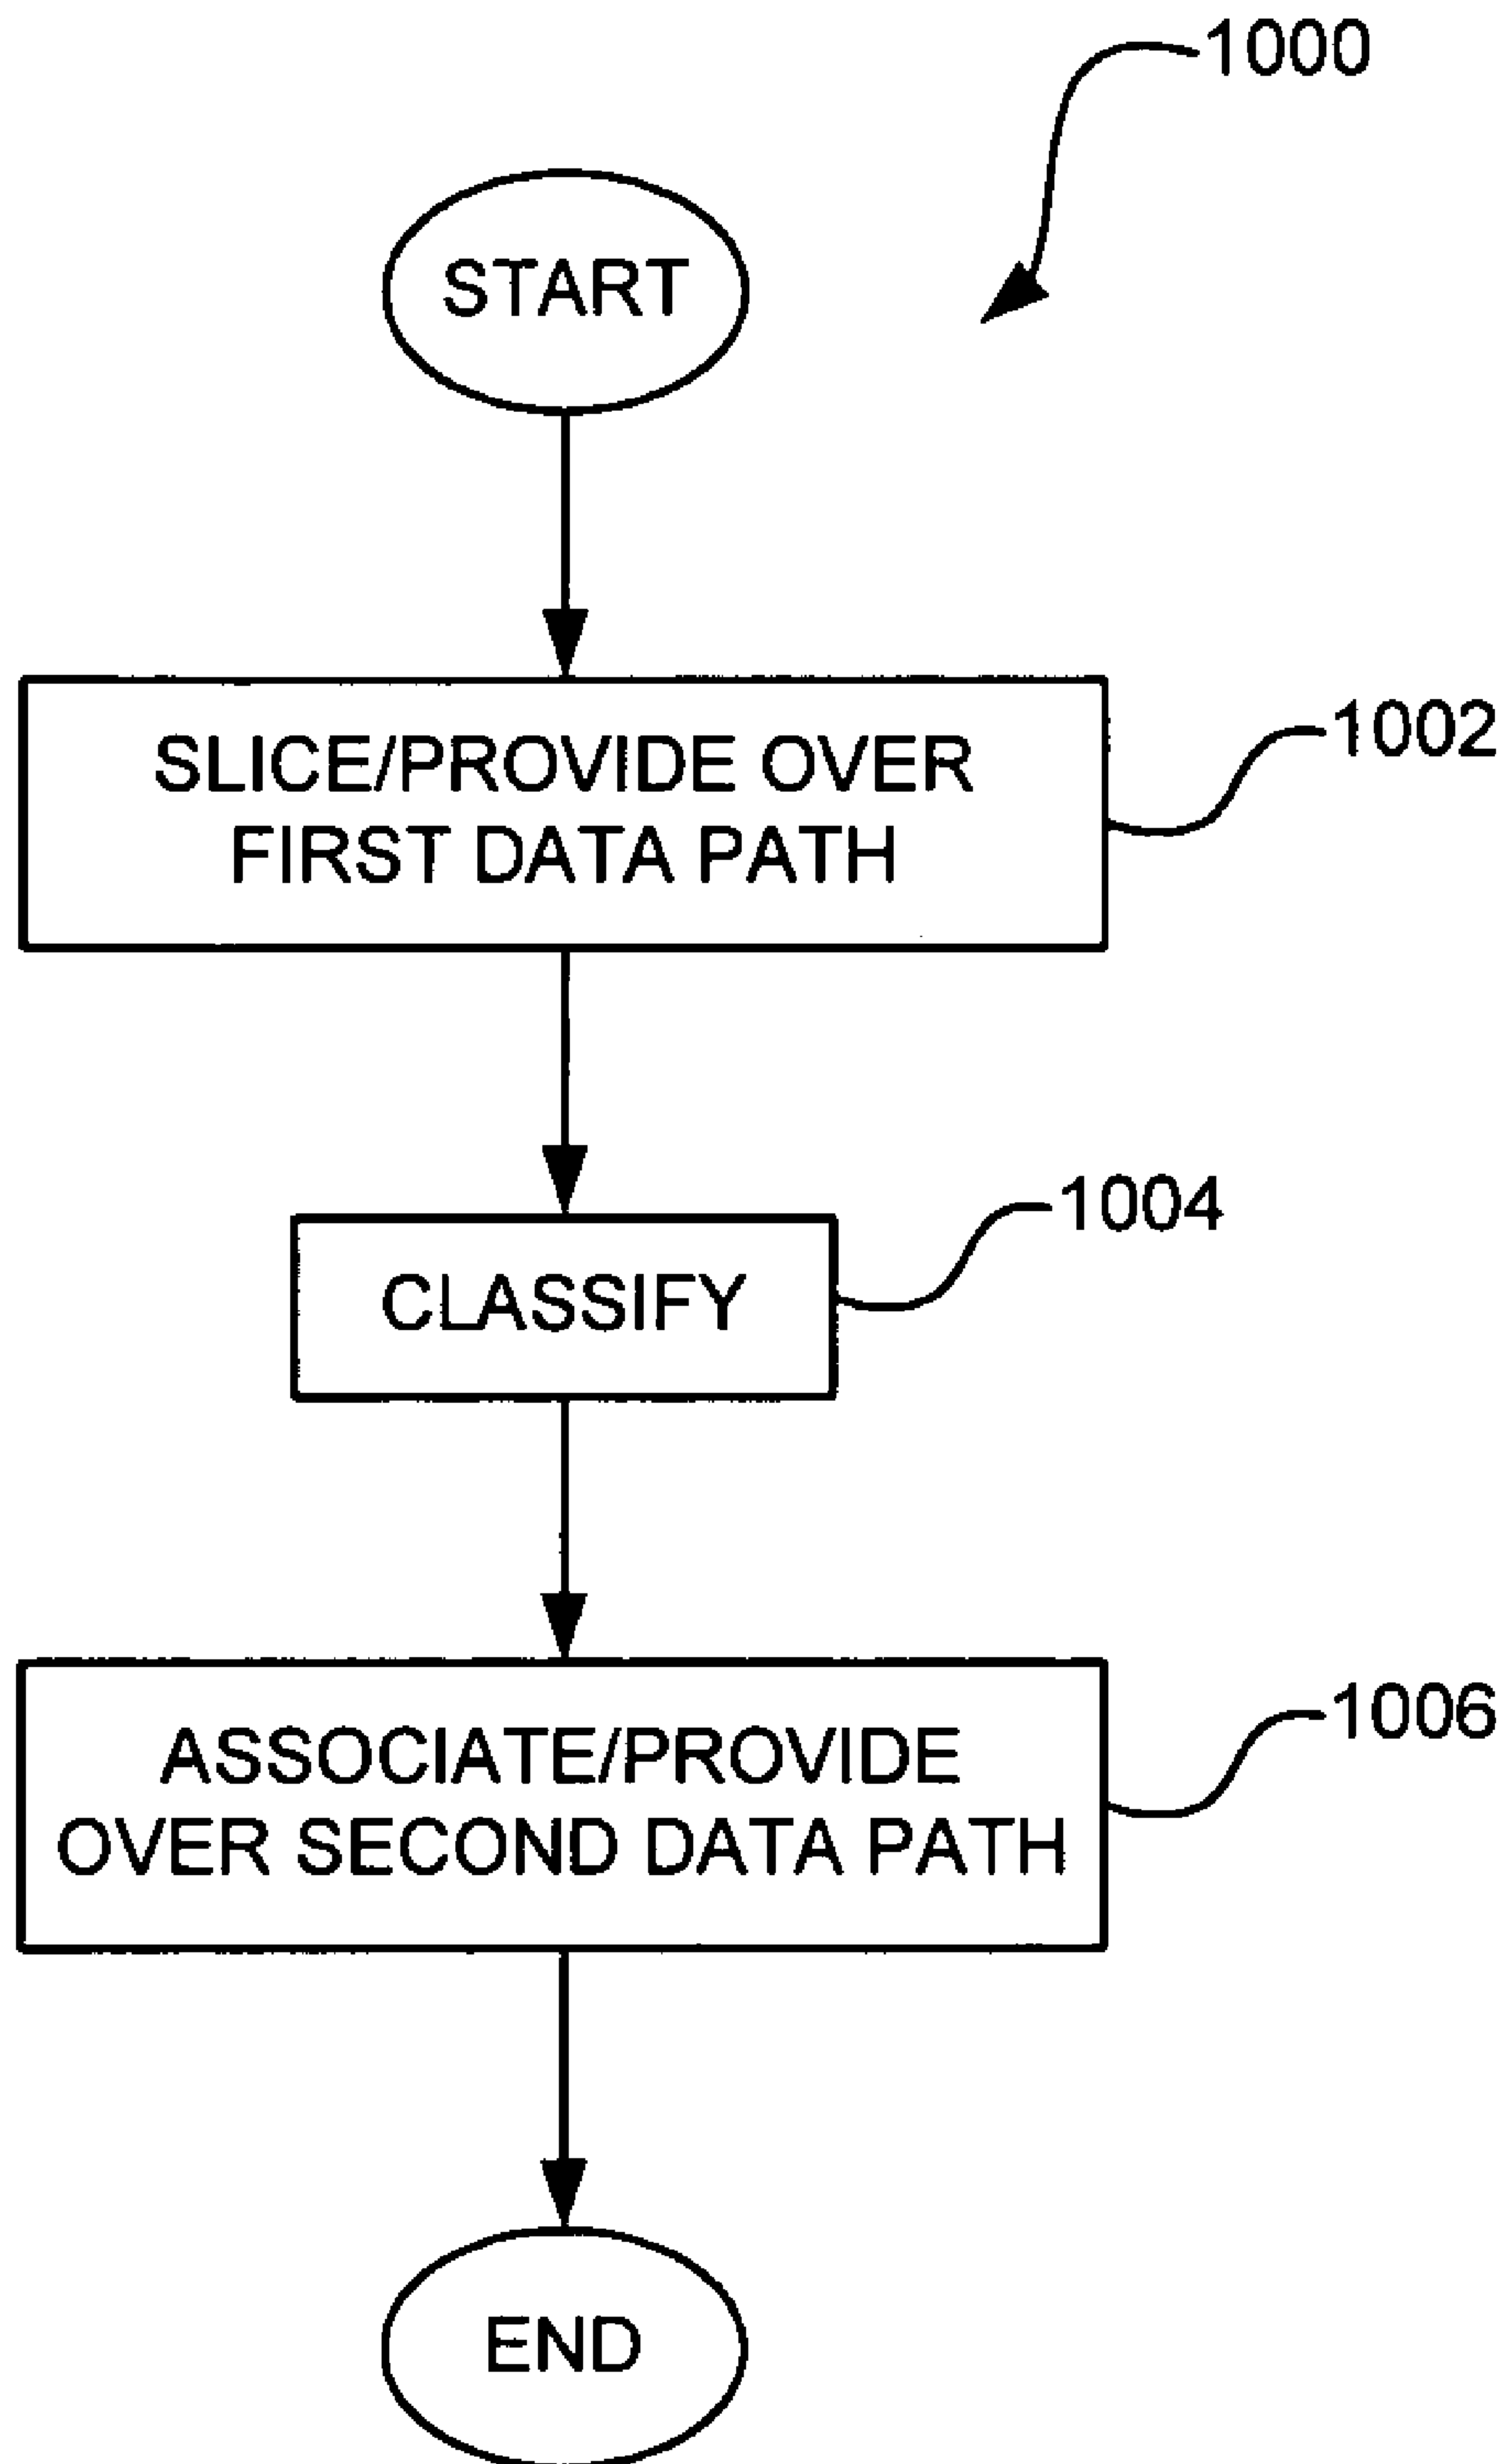 1000
START
SLICE/PROVIDE OVER
FIRST DATA PATH
1002
CLASSIFY
1004
ASSOCIATE/PROVIDE
OVER SECOND DATA PATH
1006
END